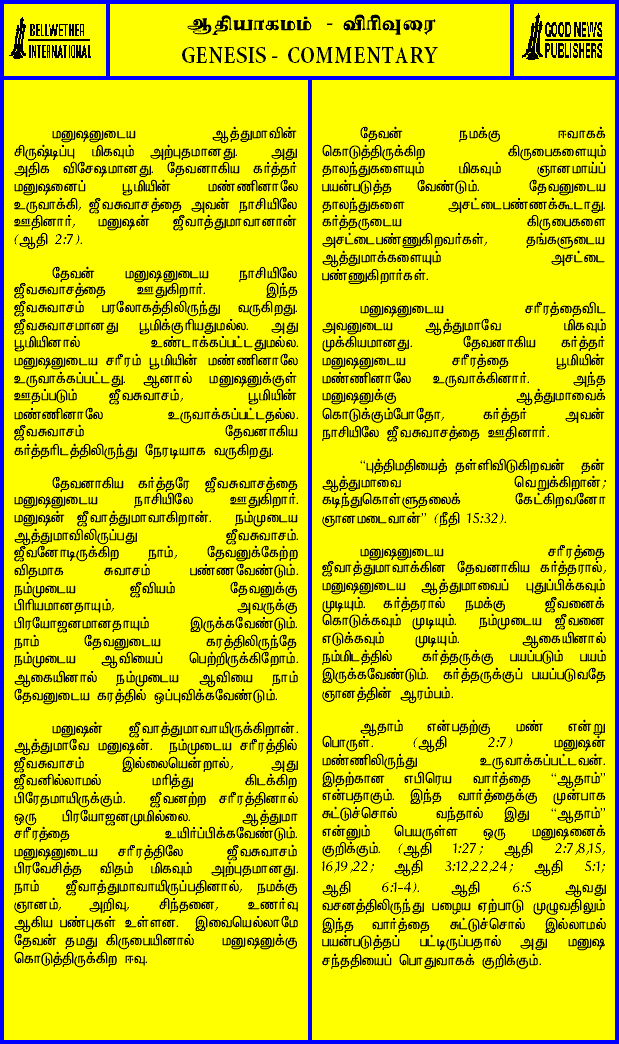 BELLWETHER
INTERNATIONAL
ஆதியாகமம் - விரிவுரை
GENESIS - COMMENTARY
GOOD NEWS
PUBLISHERS
மனுஷனுடைய ஆத்துமாவின்
சிருஷ்டிப்பு மிகவும் அற்புதமானது. அது
அதிக விசேஷமானது. தேவனாகிய கர்த்தர்
மனுஷனைப் பூமியின் மண்ணினாலே
உருவாக்கி, ஜீவசுவாசத்தை அவன் நாசியிலே
ஊதினார், மனுஷன் ஜீவாத்துமாவானான்
(ஆதி 2:7).
தேவன் மனுஷனுடைய நாசியிலே
ஜீவசுவாசத்தை ஊதுகிறார். இந்த
ஜீவசுவாசம் பரலோகத்திலிருந்து வருகிறது.
ஜீவசுவாசமானது பூமிக்குரியதுமல்ல. அது
பூமியினால் உண்டாக்கப்பட்டதுமல்ல.
மனுஷனுடைய சரீரம் பூமியின் மண்ணினாலே
உருவாக்கப்பட்டது. ஆனால் மனுஷனுக்குள்
ஊதப்படும் ஜீவசுவாசம், பூமியின்
மண்ணினாலே உருவாக்கப்பட்டதல்ல.
ஜீவசுவாசம் தேவனாகிய
கர்த்தரிடத்திலிருந்து நேரடியாக வருகிறது.
தேவனாகிய கர்த்தரே ஜீவசுவாசத்தை
மனுஷனுடைய நாசியிலே ஊதுகிறார்.
மனுஷன் ஜீவாத்துமாவாகிறான். நம்முடைய
ஆத்துமாவிலிருப்பது ஜீவசுவாசம்.
ஜீவனோடிருக்கிற நாம், தேவனுக்கேற்ற
விதமாக சுவாசம் பண்ணவேண்டும்.
நம்முடைய ஜீவியம் தேவனுக்கு
பிரியமானதாயும், அவருக்கு
பிரயோஜனமானதாயும் இருக்கவேண்டும்.
நாம் தேவனுடைய கரத்திலிருந்தே
நம்முடைய ஆவியைப் பெற்றிருக்கிறோம்.
ஆகையினால் நம்முடைய ஆவியை நாம்
தேவனுடைய கரத்தில் ஒப்புவிக்கவேண்டும்.
மனுஷன் ஜீவாத்துமாவாயிருக்கிறான்.
ஆத்துமாவே மனுஷன். நம்முடைய சரீரத்தில்
ஜீவசுவாசம் இல்லையென்றால், அது
ஜீவனில்லாமல் மரித்து கிடக்கிற
பிரேதமாயிருக்கும். ஜீவனற்ற சரீரத்தினால்
ஒரு பிரயோஜனமுமில்லை. ஆத்துமா
சரீரத்தை உயிர்ப்பிக்கவேண்டும்.
மனுஷனுடைய சரீரத்திலே ஜீவசுவாசம்
பிரவேசித்த விதம் மிகவும் அற்புதமானது.
நாம் ஜீவாத்துமாவாயிருப்பதினால், நமக்கு
ஞானம், அறிவு, சிந்தனை, உணர்வு
ஆகிய பண்புகள் உள்ளன. இவையெல்லாமே
தேவன் தமது கிருபையினால் மனுஷனுக்கு
கொடுத்திருக்கிற ஈவு.
தேவன் நமக்கு ஈவாகக்
கொடுத்திருக்கிற கிருபைகளையும்
தாலந்துகளையும் மிகவும் ஞானமாய்ப்
பயன்படுத்த வேண்டும். தேவனுடைய
தாலந்துகளை அசட்டைபண்ணக்கூடாது.
கர்த்தருடைய கிருபைகளை
அசட்டைபண்ணுகிறவர்கள், தங்களுடைய
ஆத்துமாக்களையும் அசட்டை
பண்ணுகிறார்கள்.
மனுஷனுடைய சரீரத்தைவிட
அவனுடைய ஆத்துமாவே மிகவும்
முக்கியமானது. தேவனாகிய கர்த்தர்
மனுஷனுடைய சரீரத்தை பூமியின்
மண்ணினாலே உருவாக்கினார். அந்த
மனுஷனுக்கு ஆத்துமாவைக்
கொடுக்கும்போதோ, கர்த்தர் அவன்
நாசியிலே ஜீவசுவாசத்தை ஊதினார்.
“புத்திமதியைத் தள்ளிவிடுகிறவன் தன்
ஆத்துமாவை வெறுக்கிறான்;
கடிந்துகொள்ளுதலைக் கேட்கிறவனோ
ஞானமடைவான்” (நீதி 15:32).
மனுஷனுடைய சரீரத்தை
ஜீவாத்துமாவாக்கின தேவனாகிய கர்த்தரால்,
மனுஷனுடைய ஆத்துமாவைப் புதுப்பிக்கவும்
முடியும். கர்த்தரால் நமக்கு ஜீவனைக்
கொடுக்கவும் முடியும். நம்முடைய ஜீவனை
எடுக்கவும் முடியும். ஆகையினால்
நம்மிடத்தில் கர்த்தருக்கு பயப்படும் பயம்
இருக்கவேண்டும். கர்த்தருக்குப் பயப்படுவதே
ஞானத்தின் ஆரம்பம்.
ஆதாம் என்பதற்கு மண் என்று
பொருள். (ஆதி 2:7) மனுஷன்
மண்ணிலிருந்து உருவாக்கப்பட்டவன்.
இதற்கான எபிரெய வார்த்தை “ஆதாம்”
என்பதாகும். இந்த வார்த்தைக்கு முன்பாக
சுட்டுச்சொல் வந்தால் இது “ஆதாம்”
என்னும் பெயருள்ள ஒரு மனுஷனைக்
குறிக்கும். (ஆதி 1:27; ஆதி 2:7,8,15,
16,19,22; ஆதி 3:12,22,24; ஆதி 5:1;
ஆதி 6:1-4). ஆதி 6:5 ஆவது
வசனத்திலிருந்து பழைய ஏற்பாடு முழுவதிலும்
இந்த வார்த்தை சுட்டுச்சொல் இல்லாமல்
பயன்படுத்தப் பட்டிருப்பதால் அது மனுஷ
சந்ததியைப் பொதுவாகக் குறிக்கும்.